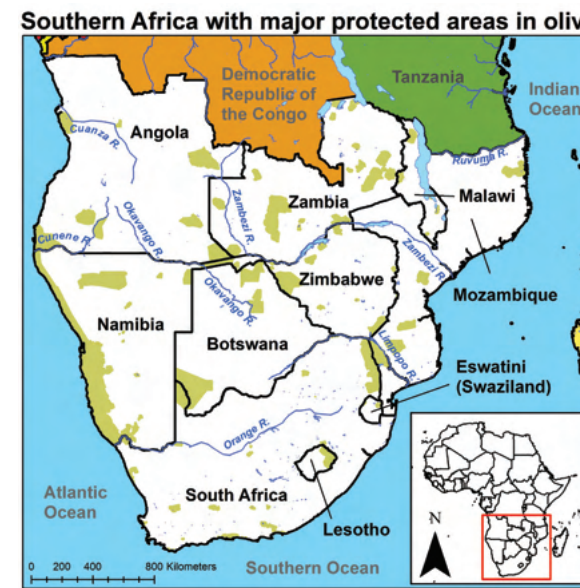 Southern Africa with major protected areas in oliv
Democratic
Republic of
the Congo
Tanzania
Indian
Ocean
Angola
Cuanza R.
Ruvuma R.
Zambia
Malawi
Okavango R.
Zambezi R.
Cunene R.
Zambezi R.
Zimbabwe
Mozambique
Okavango R.
Namibia
Botswana
Limpopo R.
Eswatini
(Swaziland)
Orange R.
South Africa
Atlantic
Ocean
Lesotho
N
0 200 400 800 Kilometers
Southern Ocean